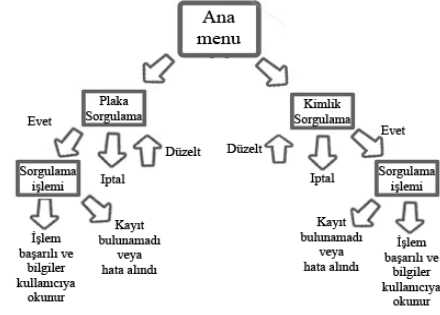 Ana
menu
Plaka
Sorgulama
Kimlik
Sorgulama
Evet
Evet
Düzelt
Düzelt
Iptal
Iptal
Sorgulama
işlemi
Sorgulama
işlemi
İşlem
başarılı ve
bilgiler
kullanıcıya
okunur
Kayıt
bulunamadı
veya
hata alındı
Kayıt
bulunamadı
veya
hata alındı
İşlem
başarılı ve
bilgiler
kullanıcıya
okunur